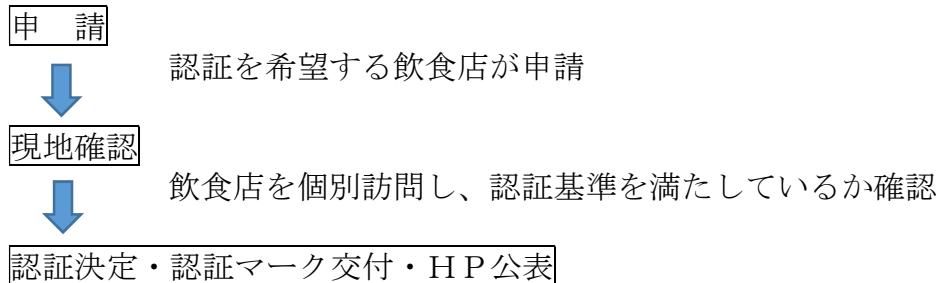 申　請
認証を希望する飲食店が申請
現地確認
飲食店を個別訪問し、認証基準を満たしているか確認
認証決定・認証マーク交付・ＨＰ公表